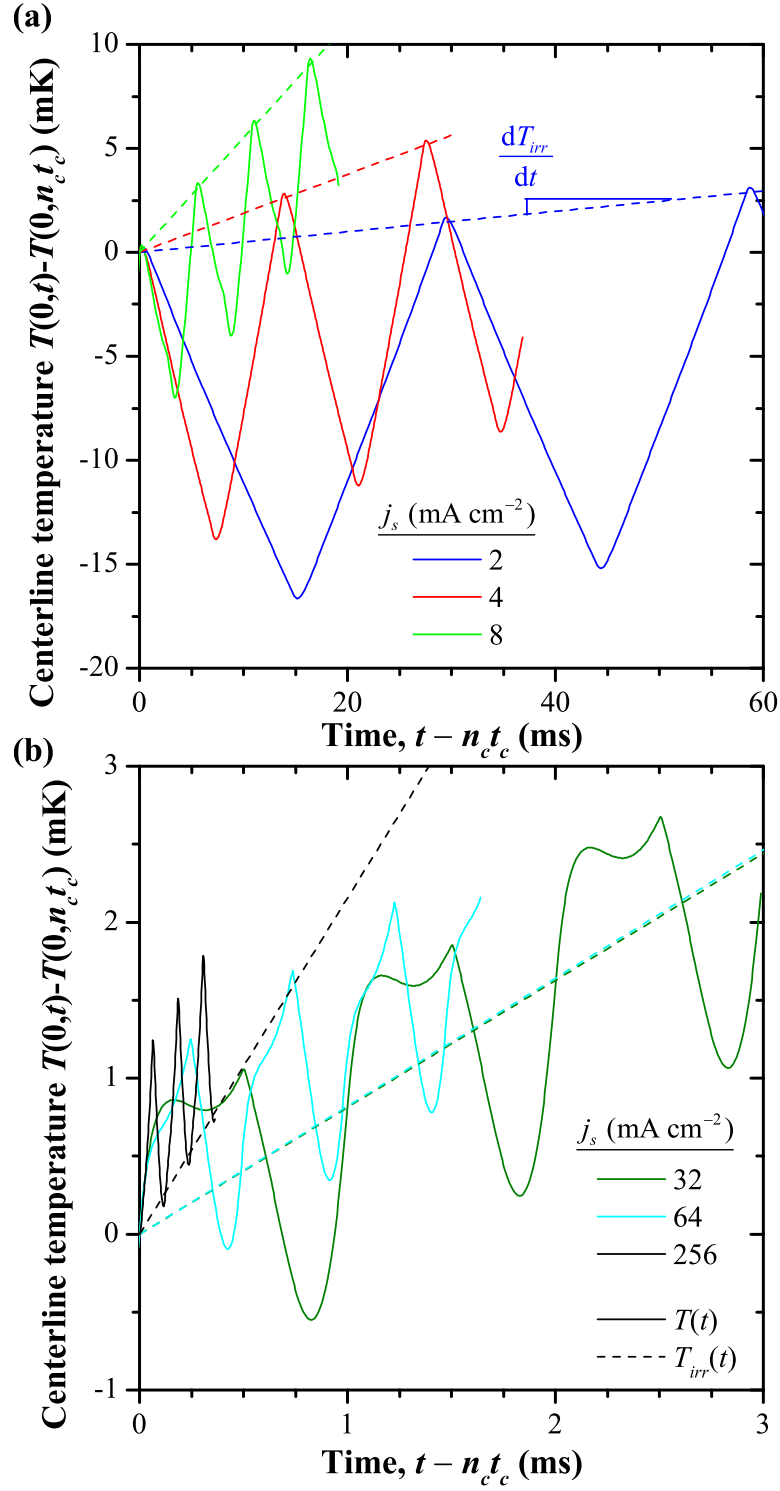 (a)
Centerline temperature T(0,t)-T(0,n_c t_c) (mK)
10
5
0
-5
-10
-15
-20
dT_irr
dt
j_s (mA cm⁻²)
2
4
8
0 20 40 60
Time, t – n_c t_c (ms)
(b)
Centerline temperature T(0,t)-T(0,n_c t_c) (mK)
3
2
1
0
-1
j_s (mA cm⁻²)
32
64
256
T(t)
T_irr(t)
0 1 2 3
Time, t – n_c t_c (ms)